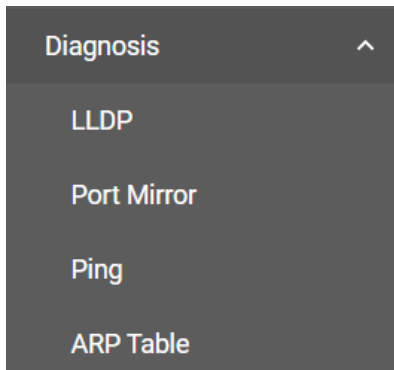 Diagnosis
LLDP
Port Mirror
Ping
ARP Table